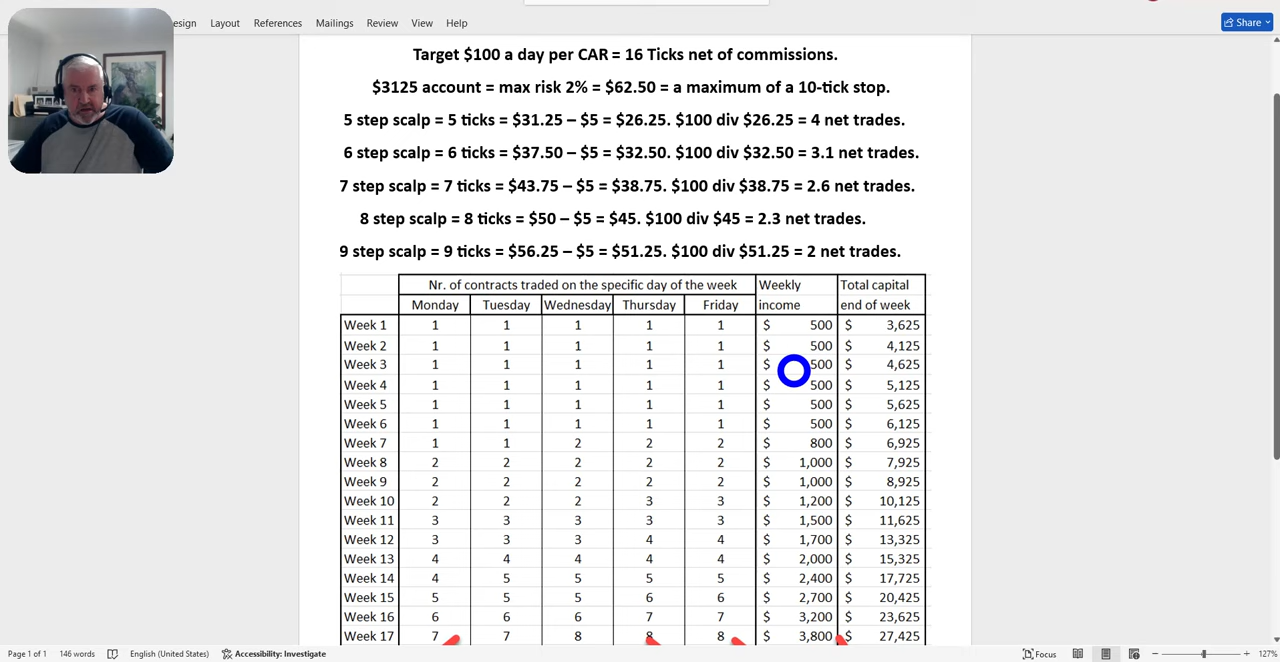 esign Layout References Mailings Review View Help Share
Target $100 a day per CAR = 16 Ticks net of commissions.
$3125 account = max risk 2% = $62.50 = a maximum of a 10-tick stop.
5 step scalp = 5 ticks = $31.25 – $5 = $26.25. $100 div $26.25 = 4 net trades.
6 step scalp = 6 ticks = $37.50 – $5 = $32.50. $100 div $32.50 = 3.1 net trades.
7 step scalp = 7 ticks = $43.75 – $5 = $38.75. $100 div $38.75 = 2.6 net trades.
8 step scalp = 8 ticks = $50 – $5 = $45. $100 div $45 = 2.3 net trades.
9 step scalp = 9 ticks = $56.25 – $5 = $51.25. $100 div $51.25 = 2 net trades.
Nr. of contracts traded on the specific day of the week Weekly Total capital
Monday Tuesday Wednesday Thursday Friday income end of week
Week 1 1 1 1 1 1 $ 500 $ 3,625
Week 2 1 1 1 1 1 $ 500 $ 4,125
Week 3 1 1 1 1 1 $ 500 $ 4,625
Week 4 1 1 1 1 1 $ 500 $ 5,125
Week 5 1 1 1 1 1 $ 500 $ 5,625
Week 6 1 1 1 1 1 $ 500 $ 6,125
Week 7 1 1 2 2 2 $ 800 $ 6,925
Week 8 2 2 2 2 2 $ 1,000 $ 7,925
Week 9 2 2 2 2 2 $ 1,000 $ 8,925
Week 10 2 2 2 3 3 $ 1,200 $ 10,125
Week 11 3 3 3 3 3 $ 1,500 $ 11,625
Week 12 3 3 3 4 4 $ 1,700 $ 13,325
Week 13 4 4 4 4 4 $ 2,000 $ 15,325
Week 14 4 5 5 5 5 $ 2,400 $ 17,725
Week 15 5 5 5 6 6 $ 2,700 $ 20,425
Week 16 6 6 6 7 7 $ 3,200 $ 23,625
Week 17 7 7 8 8 8 $ 3,800 $ 27,425
Page 1 of 1 146 words English (United States) Accessibility: Investigate Focus 127%